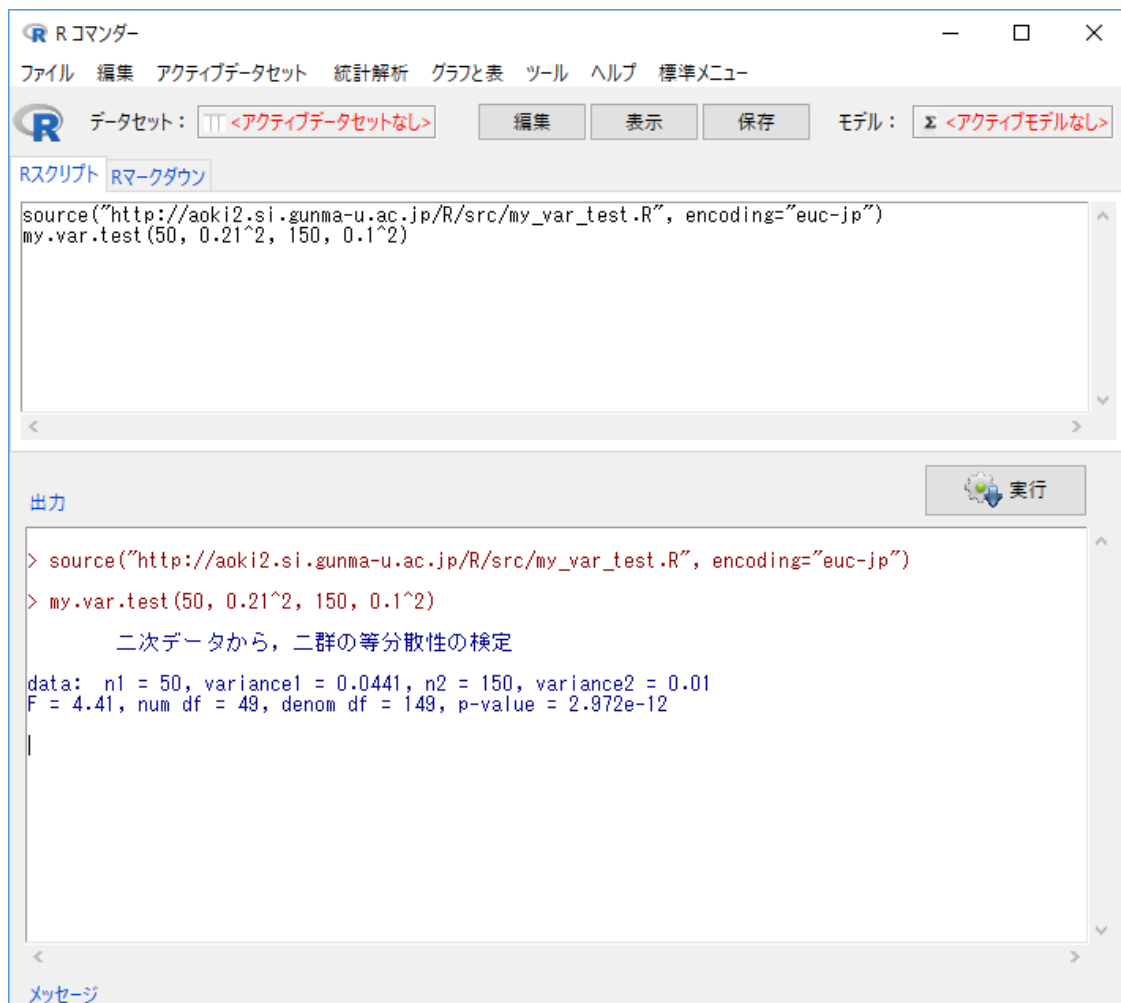 R コマンダー
ファイル 編集 アクティブデータセット 統計解析 グラフと表 ツール ヘルプ 標準メニュー
R データセット： <アクティブデータセットなし> 編集 表示 保存 モデル： Σ <アクティブモデルなし>
Rスクリプト Rマークダウン
source("http://aoki2.si.gunma-u.ac.jp/R/src/my_var_test.R", encoding="euc-jp")
my.var.test(50, 0.21^2, 150, 0.1^2)
実行
出力
> source("http://aoki2.si.gunma-u.ac.jp/R/src/my_var_test.R", encoding="euc-jp")
> my.var.test(50, 0.21^2, 150, 0.1^2)
二次データから，二群の等分散性の検定
data: n1 = 50, variance1 = 0.0441, n2 = 150, variance2 = 0.01
F = 4.41, num df = 49, denom df = 149, p-value = 2.972e-12
メッセージ